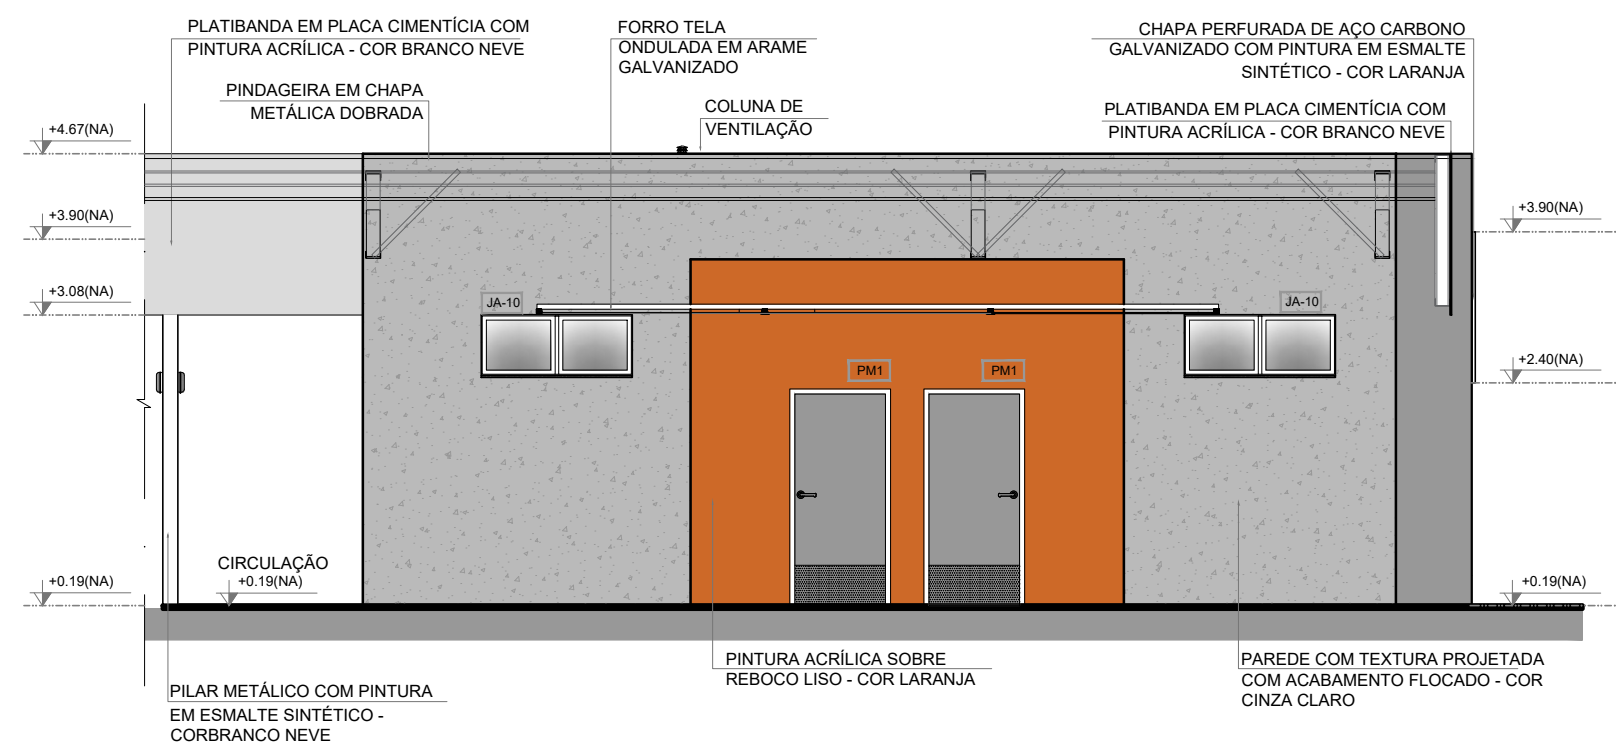 PLATIBANDA EM PLACA CIMENTÍCIA COM
PINTURA ACRÍLICA - COR BRANCO NEVE
FORRO TELA
ONDULADA EM ARAME
GALVANIZADO
CHAPA PERFURADA DE AÇO CARBONO
GALVANIZADO COM PINTURA EM ESMALTE
SINTÉTICO - COR LARANJA
PINDAGEIRA EM CHAPA
METÁLICA DOBRADA
COLUNA DE
VENTILAÇÃO
PLATIBANDA EM PLACA CIMENTÍCIA COM
PINTURA ACRÍLICA - COR BRANCO NEVE
+4.67(NA)
+3.90(NA)
+3.90(NA)
+3.08(NA)
JA-10
JA-10
+2.40(NA)
PM1
PM1
CIRCULAÇÃO
+0.19(NA)
+0.19(NA)
+0.19(NA)
PINTURA ACRÍLICA SOBRE
REBOCO LISO - COR LARANJA
PAREDE COM TEXTURA PROJETADA
COM ACABAMENTO FLOCADO - COR
CINZA CLARO
PILAR METÁLICO COM PINTURA
EM ESMALTE SINTÉTICO -
CORBRANCO NEVE